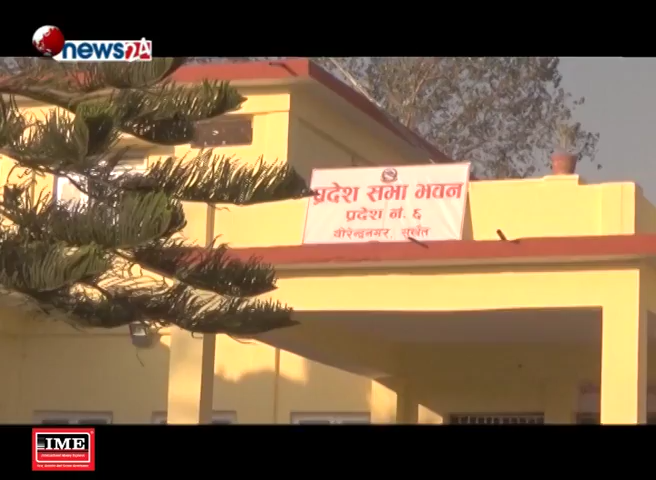 news24
प्रदेश सभा भवन
प्रदेश नं. ६
वीरेन्द्रनगर, सुर्खेत
IME